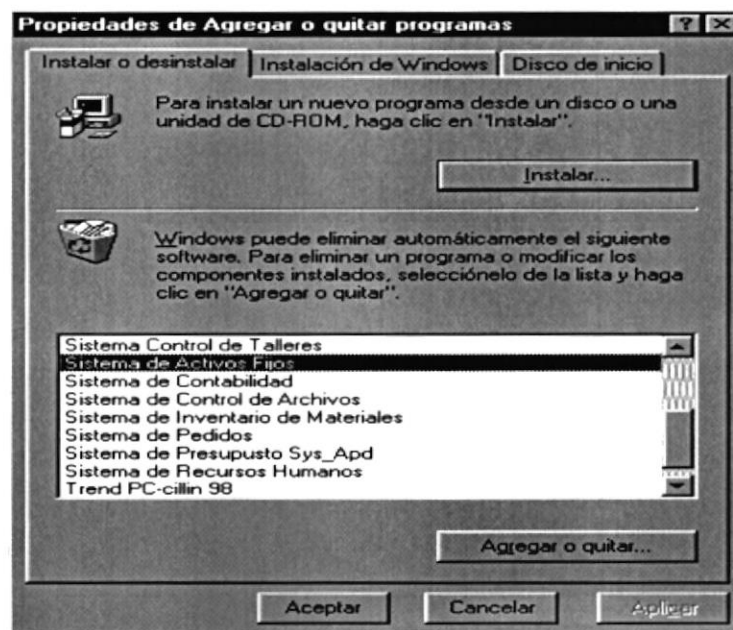 Propiedades de Agregar o quitar programas
Instalar o desinstalar
Instalación de Windows
Disco de inicio
Para instalar un nuevo programa desde un disco o una
unidad de CD-ROM, haga clic en "Instalar".
Instalar...
Windows puede eliminar automáticamente el siguiente
software. Para eliminar un programa o modificar los
componentes instalados, selecciónelo de la lista y haga
clic en "Agregar o quitar".
Sistema Control de Talleres
Sistema de Activos Fijos
Sistema de Contabilidad
Sistema de Control de Archivos
Sistema de Inventario de Materiales
Sistema de Pedidos
Sistema de Presupusto Sys_Apd
Sistema de Recursos Humanos
Trend PC-cillin 98
Agregar o quitar...
Aceptar
Cancelar
Aplicar